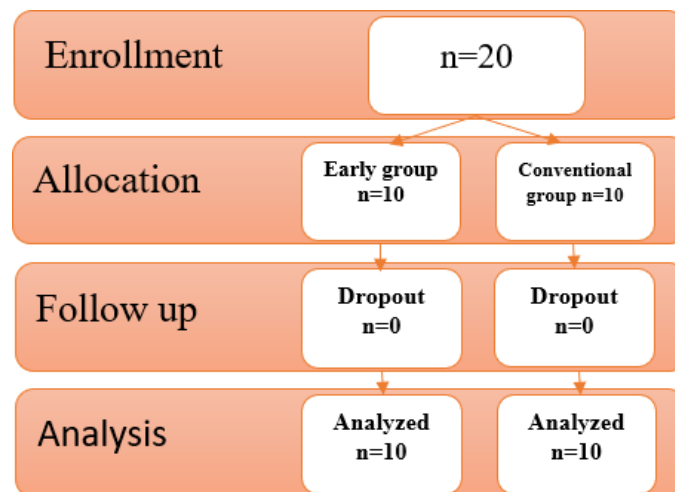 Enrollment
n=20
Allocation
Early group
n=10
Conventional
group n=10
Follow up
Dropout
n=0
Dropout
n=0
Analysis
Analyzed
n=10
Analyzed
n=10